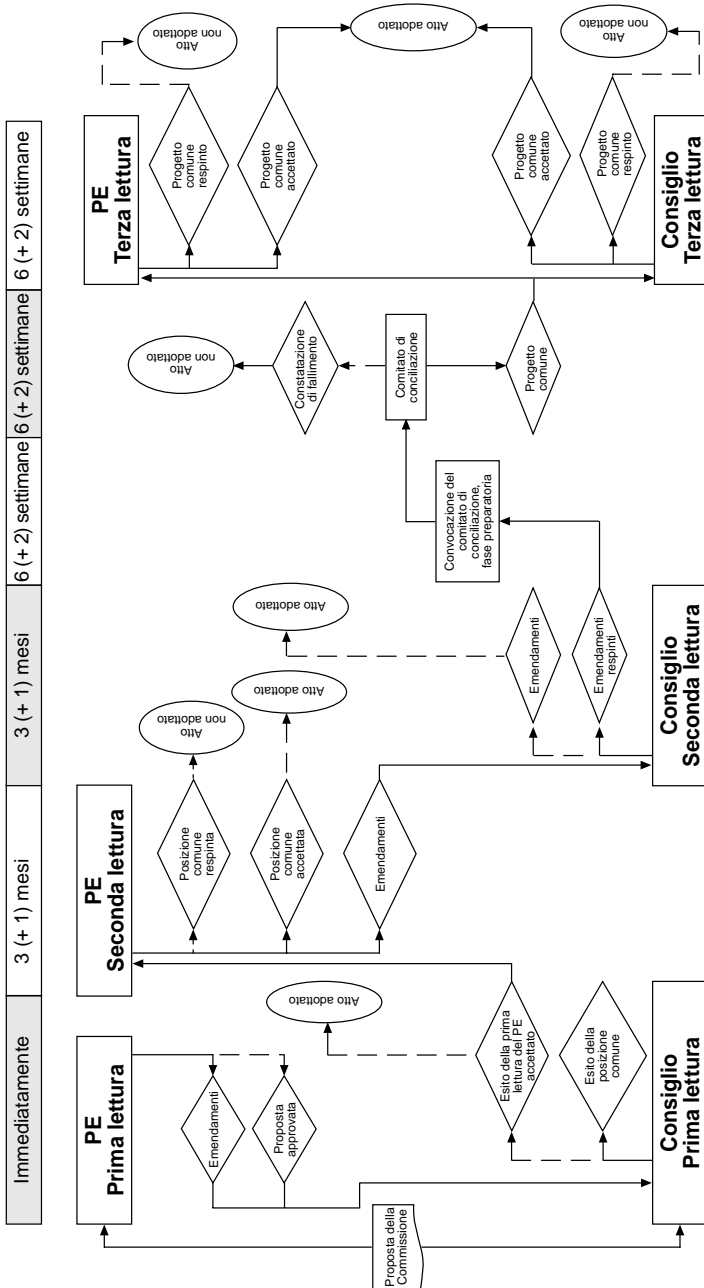 Immediatamente
3 (+ 1) mesi
3 (+ 1) mesi
6 (+ 2) settimane
6 (+ 2) settimane
6 (+ 2) settimane
Proposta della
Commissione
PE
Prima lettura
Emendamenti
Proposta
approvata
Consiglio
Prima lettura
Esito della prima
lettura del PE
accettato
Esito della
posizione
comune
Atto adottato
PE
Seconda lettura
Posizione
comune
respinta
Atto
non adottato
Posizione
comune
accettata
Atto adottato
Emendamenti
Consiglio
Seconda lettura
Emendamenti
Atto adottato
Emendamenti
respinti
Convocazione del
comitato di
conciliazione,
fase preparatoria
Comitato di
conciliazione
Constatazione
di fallimento
Atto
non adottato
Progetto
comune
PE
Terza lettura
Progetto
comune
respinto
Atto
non adottato
Progetto
comune
accettato
Atto adottato
Progetto
comune
accettato
Progetto
comune
respinto
Atto
non adottato
Consiglio
Terza lettura